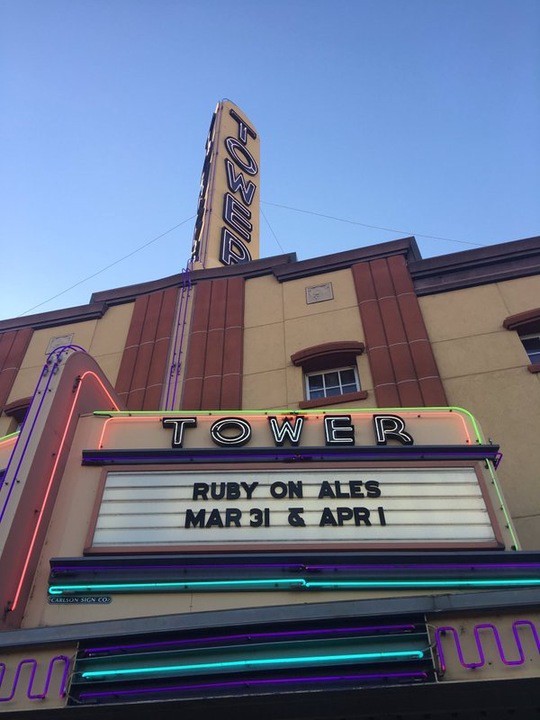 TOWER
TOWER
RUBY ON ALES
MAR 31 & APR 1
CARLSON SIGN CO.